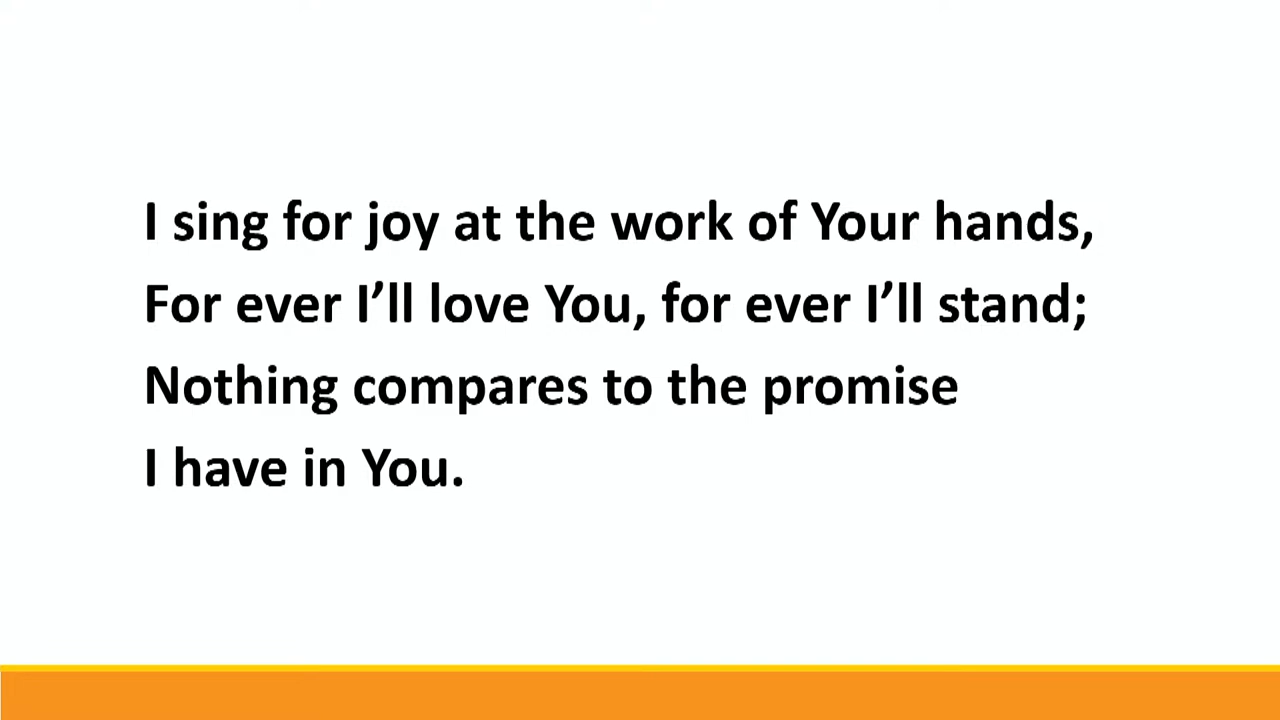 I sing for joy at the work of Your hands,
For ever I’ll love You, for ever I’ll stand;
Nothing compares to the promise
I have in You.